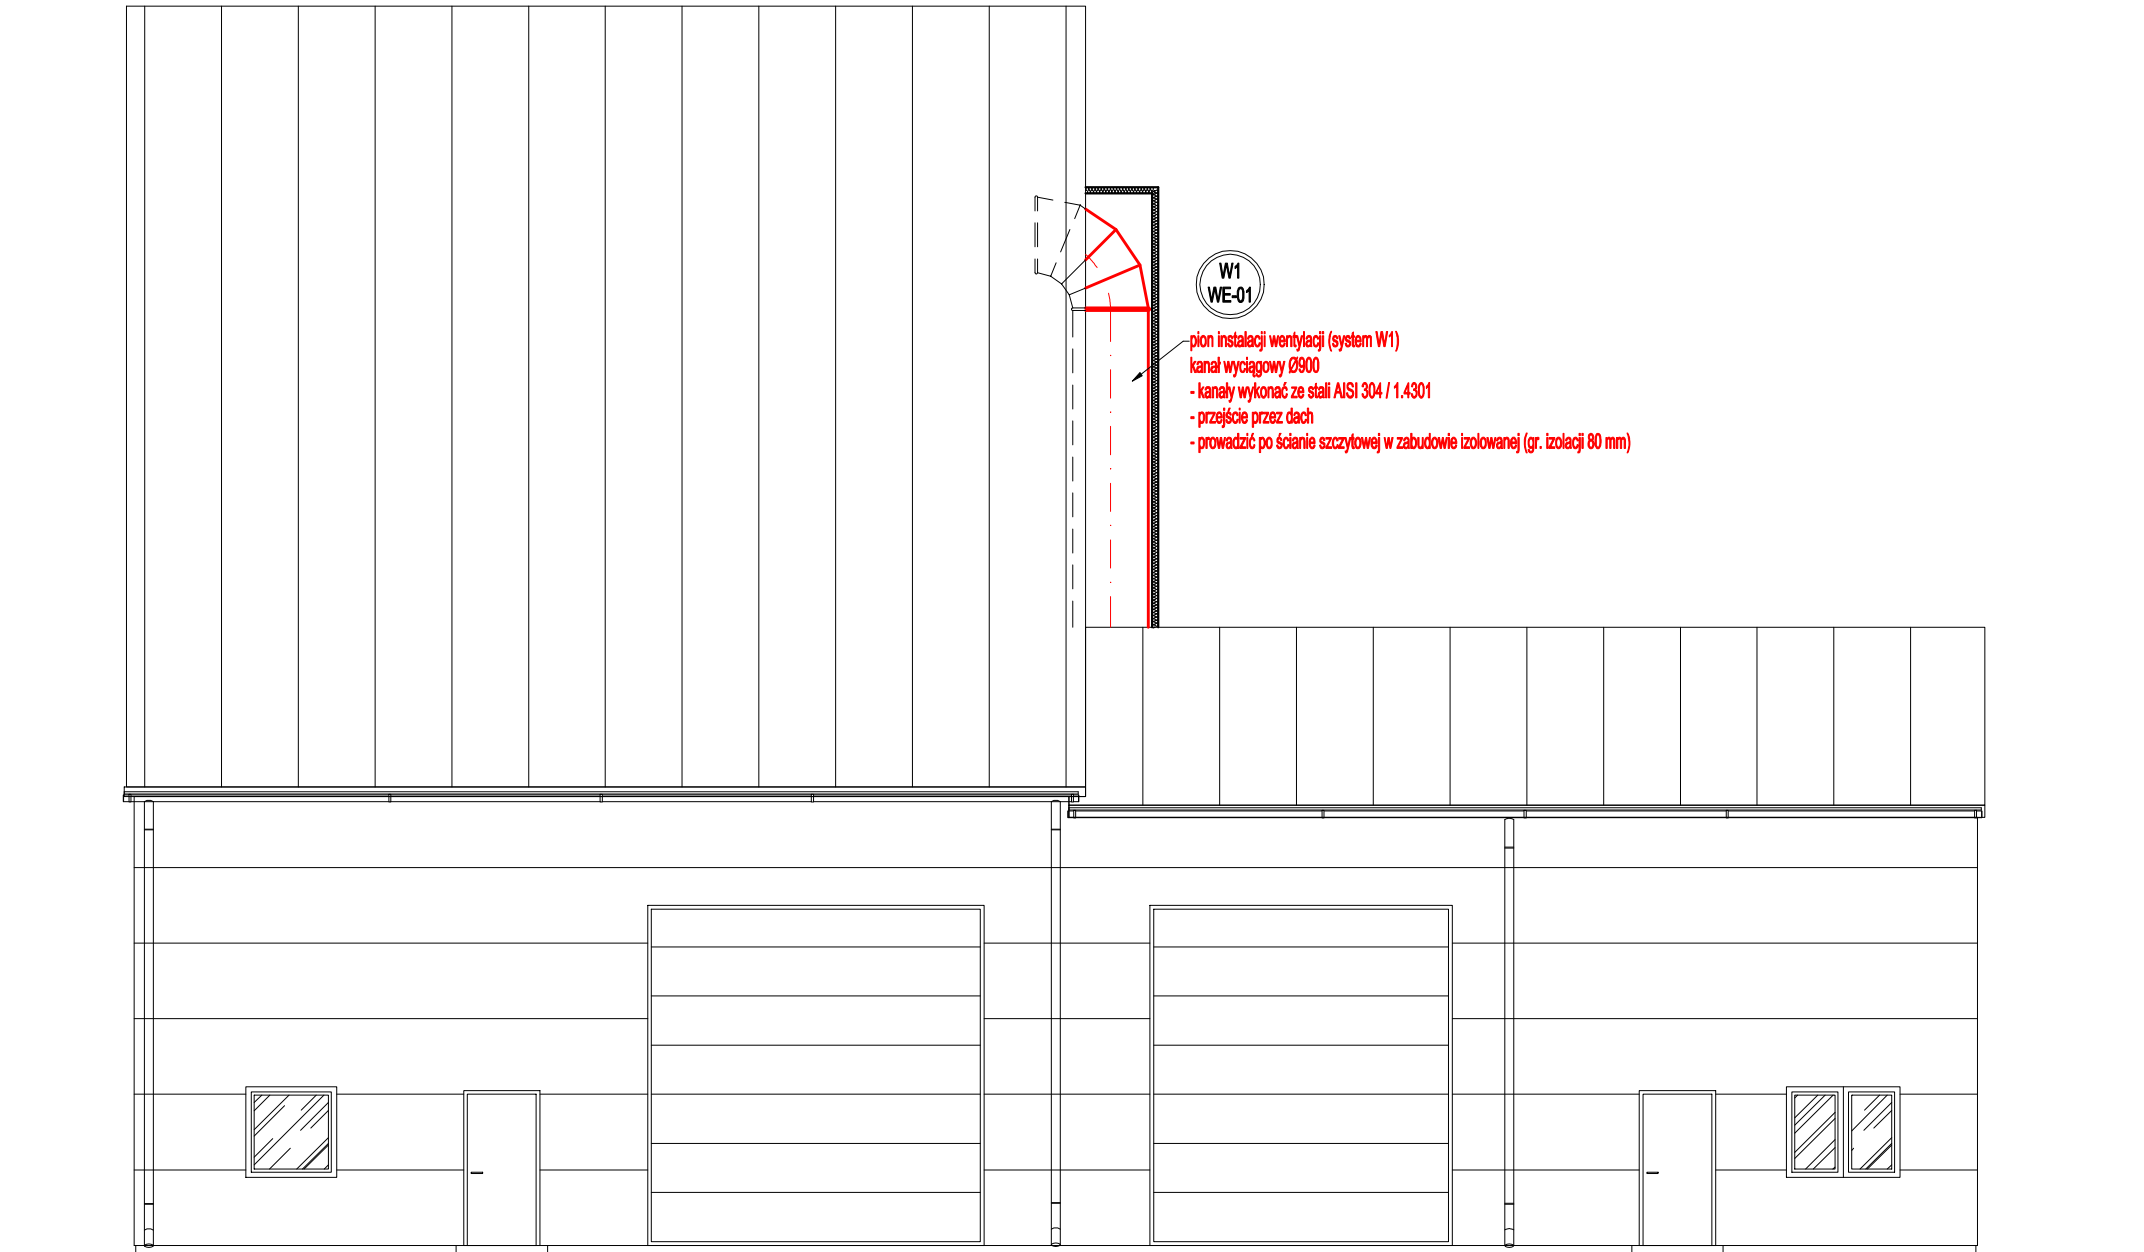 W1
WE-01
pion instalacji wentylacji (system W1)
kanał wyciągowy Ø900
- kanały wykonać ze stali AISI 304 / 1.4301
- przejście przez dach
- prowadzić po ścianie szczytowej w zabudowie izolowanej (gr. izolacji 80 mm)